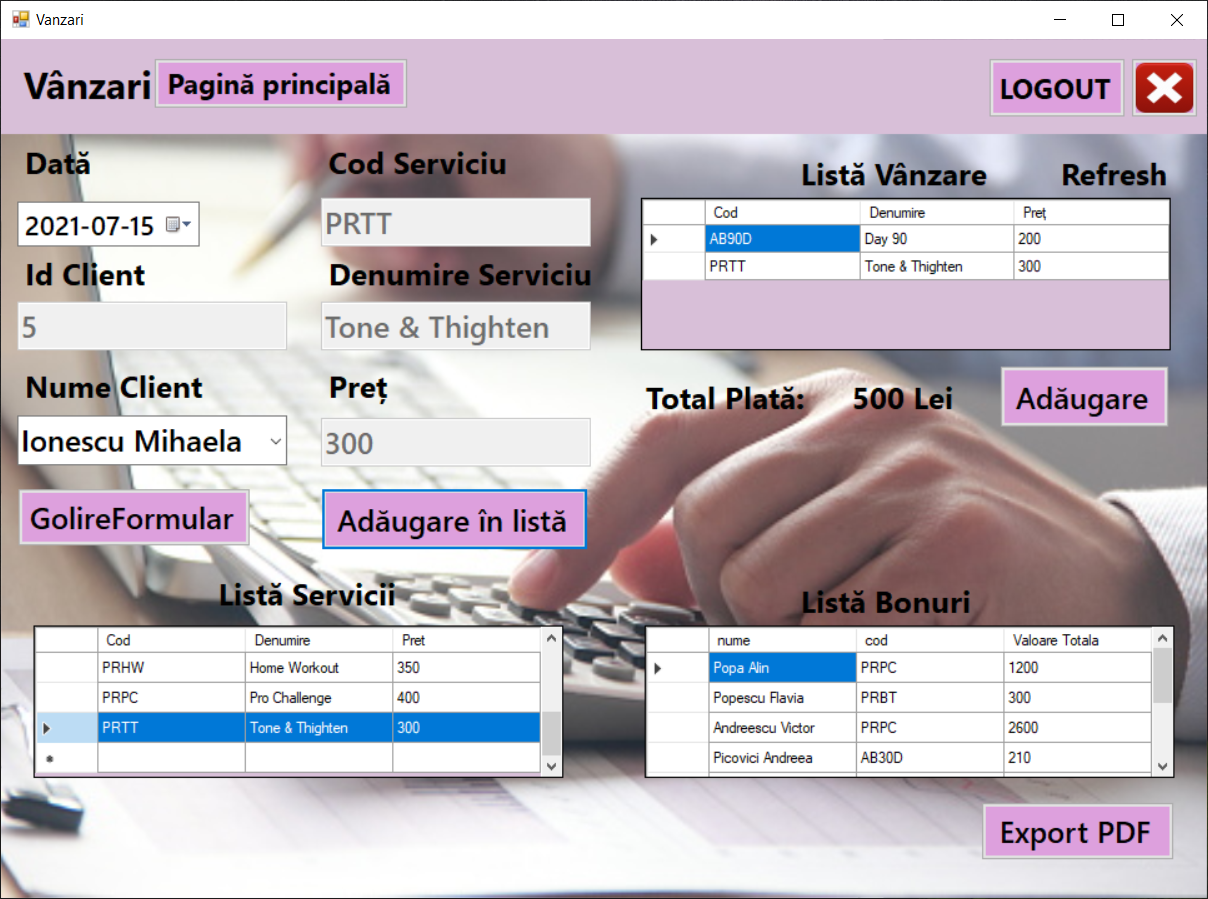 Vanzari
Vânzari Pagină principală LOGOUT
Dată
2021-07-15
Id Client
5
Nume Client
Ionescu Mihaela
GolireFormular
Cod Serviciu
PRTT
Denumire Serviciu
Tone & Thighten
Preț
300
Adăugare în listă
Listă Vânzare Refresh
Cod Denumire Preț
AB90D Day 90 200
PRTT Tone & Thighten 300
Total Plată: 500 Lei Adăugare
Listă Servicii
Cod Denumire Pret
PRHW Home Workout 350
PRPC Pro Challenge 400
PRTT Tone & Thighten 300
Listă Bonuri
nume cod Valoare Totala
Popa Alin PRPC 1200
Popescu Flavia PRBT 300
Andreescu Victor PRPC 2600
Picovici Andreea AB30D 210
Export PDF